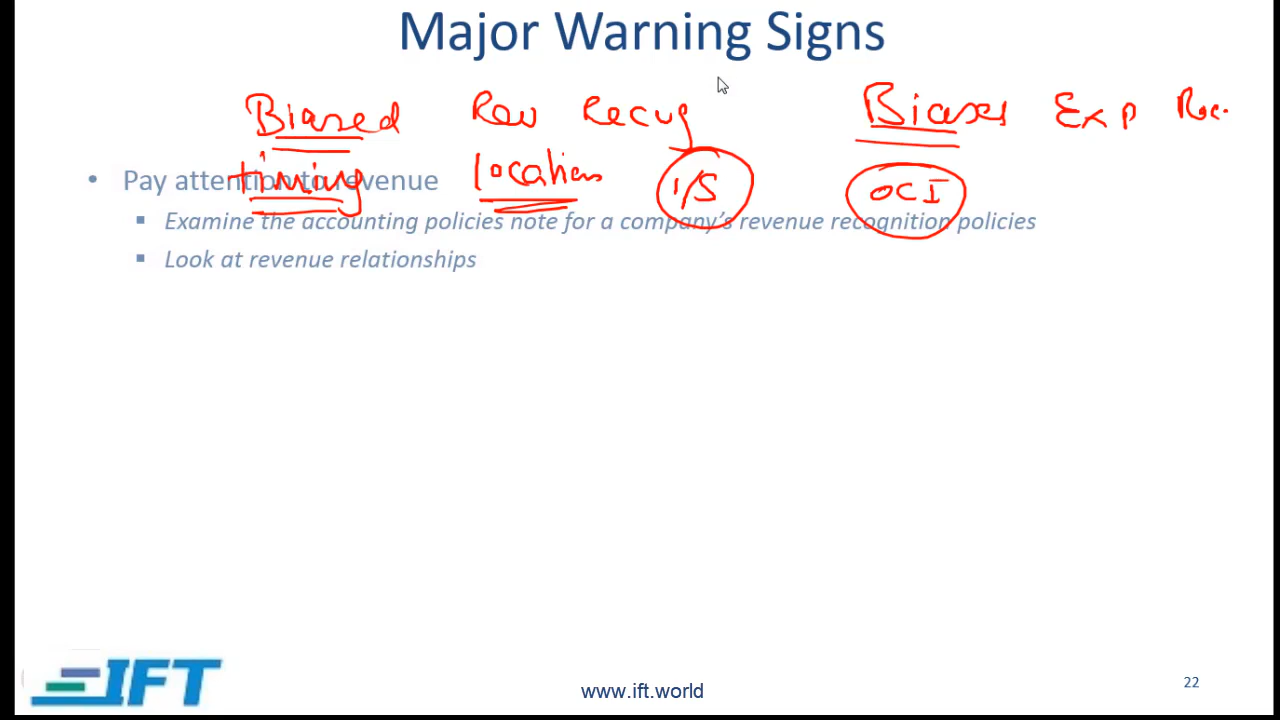 Major Warning Signs
Biased Rev Recog Biases Exp Rec.
timing location I/S OCI
• Pay attention to revenue
▪ Examine the accounting policies note for a company's revenue recognition policies
▪ Look at revenue relationships
IFT
www.ift.world
22